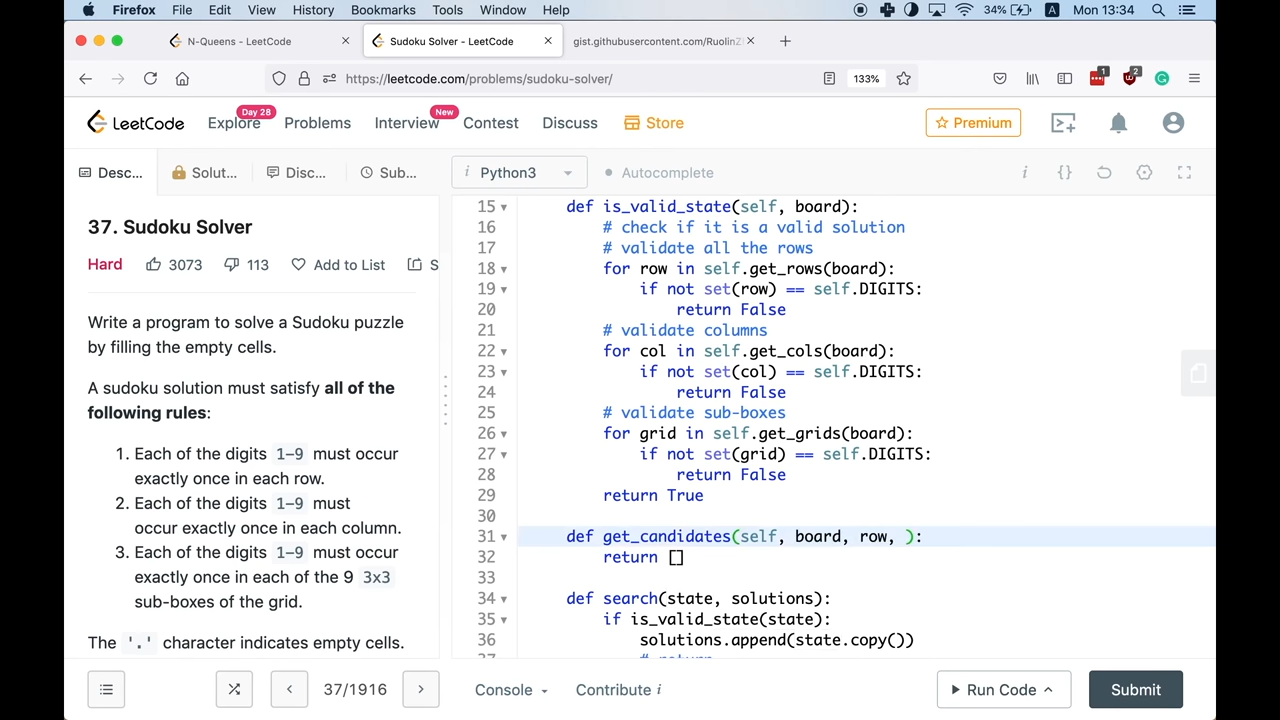 Firefox File Edit View History Bookmarks Tools Window Help 34% A Mon 13:34
N-Queens - LeetCode × Sudoku Solver - LeetCode × gist.githubusercontent.com/RuolinZ × +
https://leetcode.com/problems/sudoku-solver/ 133% 1 2
LeetCode Explore Day 28 Problems Interview New Contest Discuss Store Premium
Desc... Solut... Disc... Sub... i Python3 Autocomplete i {}
37. Sudoku Solver
Hard 3073 113 Add to List S
Write a program to solve a Sudoku puzzle
by filling the empty cells.
A sudoku solution must satisfy all of the
following rules:
1. Each of the digits 1-9 must occur
exactly once in each row.
2. Each of the digits 1-9 must
occur exactly once in each column.
3. Each of the digits 1-9 must occur
exactly once in each of the 9 3x3
sub-boxes of the grid.
The '.' character indicates empty cells.
15 def is_valid_state(self, board):
16 # check if it is a valid solution
17 # validate all the rows
18 for row in self.get_rows(board):
19 if not set(row) == self.DIGITS:
20 return False
21 # validate columns
22 for col in self.get_cols(board):
23 if not set(col) == self.DIGITS:
24 return False
25 # validate sub-boxes
26 for grid in self.get_grids(board):
27 if not set(grid) == self.DIGITS:
28 return False
29 return True
30
31 def get_candidates(self, board, row, ):
32 return []
33
34 def search(state, solutions):
35 if is_valid_state(state):
36 solutions.append(state.copy())
37 # return
37/1916 Console Contribute i Run Code Submit